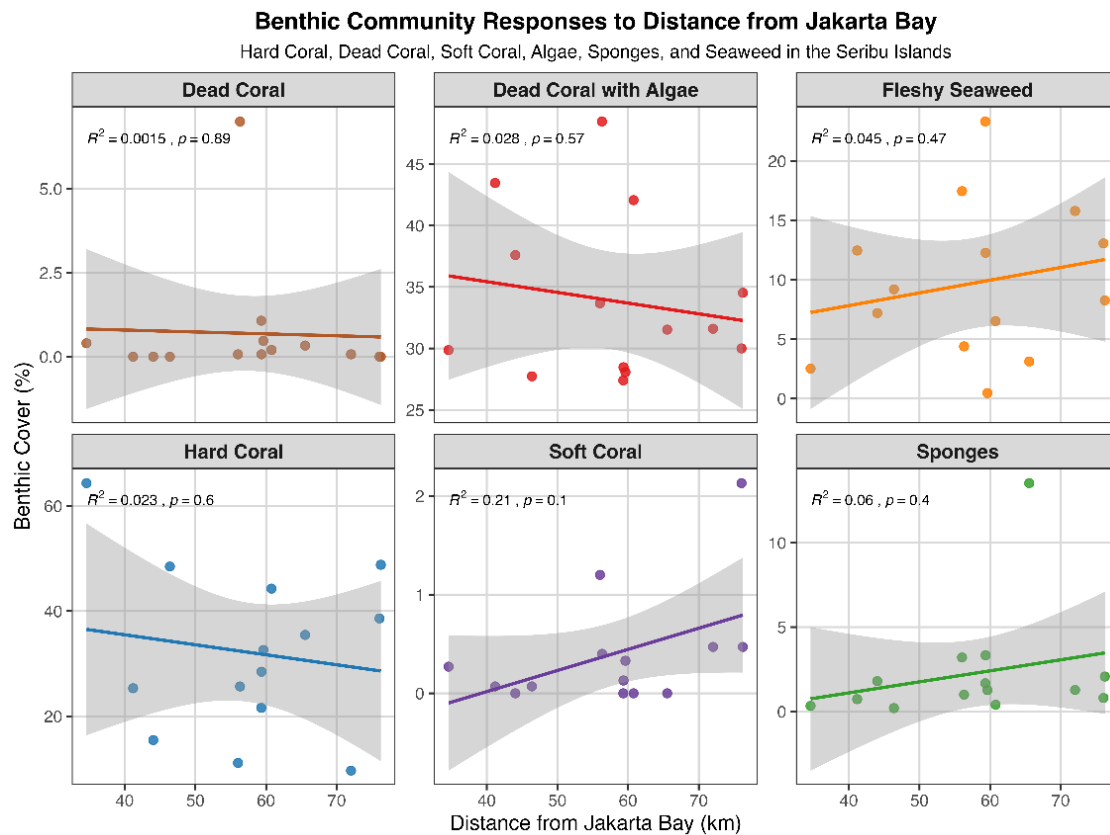 Benthic Community Responses to Distance from Jakarta Bay
Hard Coral, Dead Coral, Soft Coral, Algae, Sponges, and Seaweed in the Seribu Islands
Dead Coral
Dead Coral with Algae
Fleshy Seaweed
R² = 0.0015 , p = 0.89
R² = 0.028 , p = 0.57
R² = 0.045 , p = 0.47
5.0
2.5
0.0
45
40
35
30
25
20
15
10
5
0
Benthic Cover (%)
Hard Coral
Soft Coral
Sponges
R² = 0.023 , p = 0.6
R² = 0.21 , p = 0.1
R² = 0.06 , p = 0.4
60
40
20
2
1
0
10
5
0
40 50 60 70
40 50 60 70
40 50 60 70
Distance from Jakarta Bay (km)